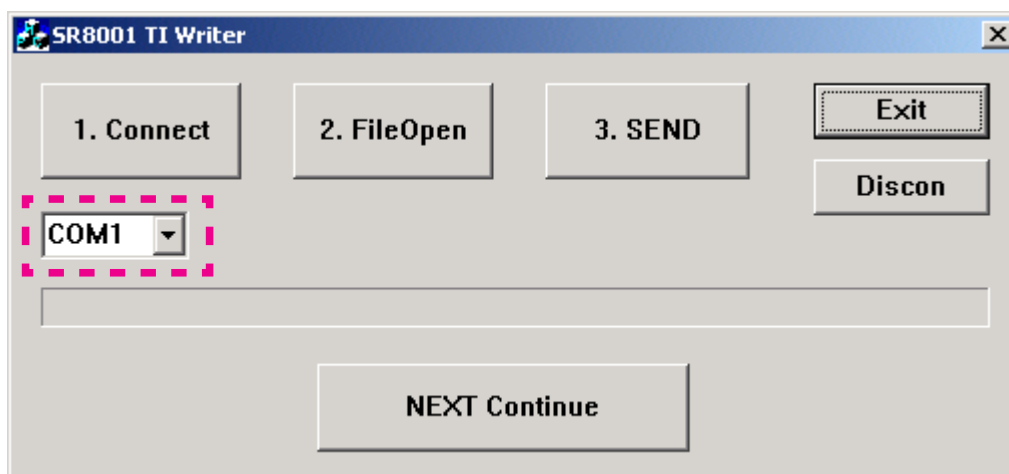 SR8001 TI Writer
1. Connect
2. FileOpen
3. SEND
Exit
Discon
COM1
NEXT Continue